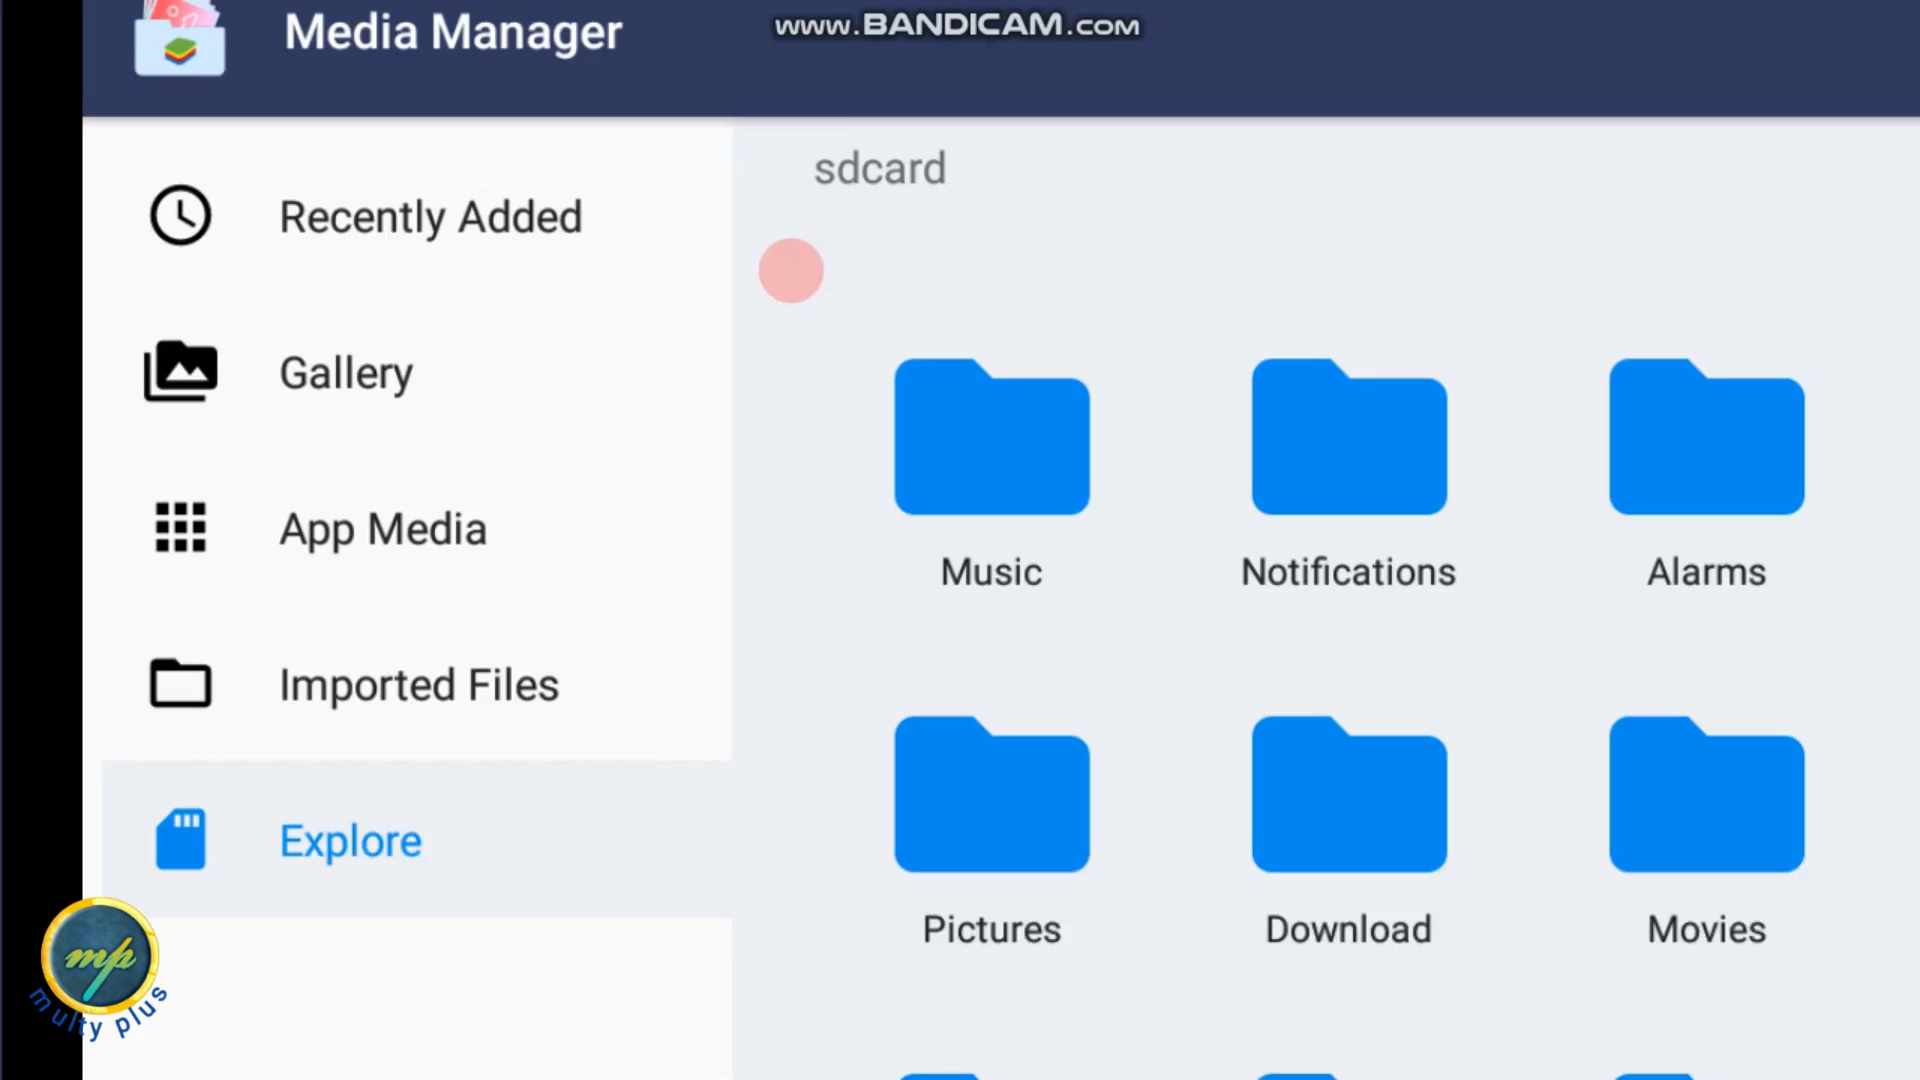 Media Manager
www.BANDICAM.com
Recently Added
Gallery
App Media
Imported Files
Explore
sdcard
Music
Notifications
Alarms
Pictures
Download
Movies
mp
multy plus